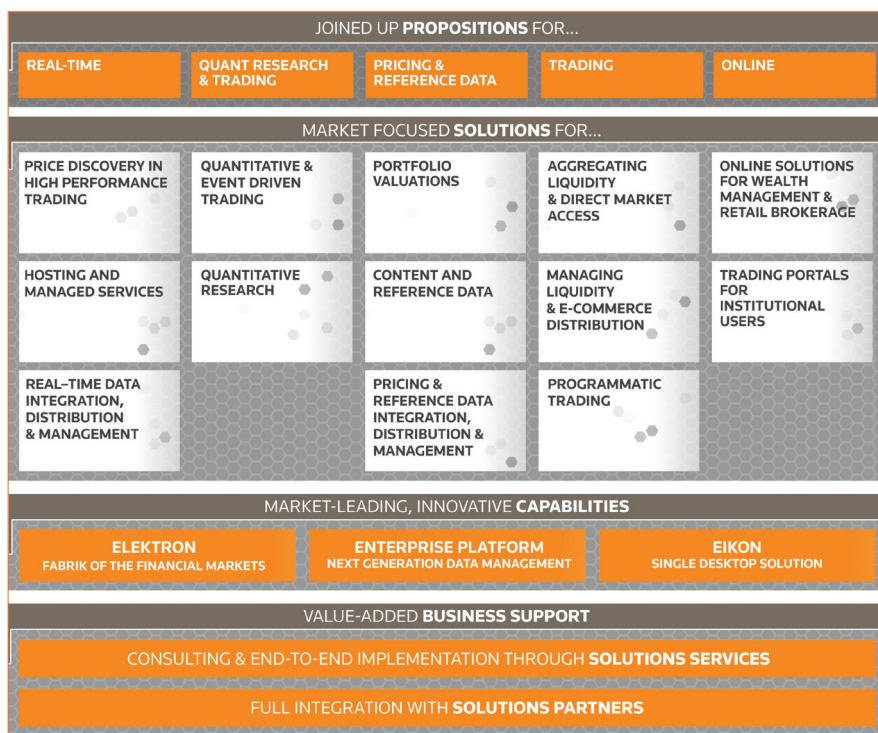 JOINED UP PROPOSITIONS FOR...
REAL-TIME
QUANT RESEARCH
& TRADING
PRICING &
REFERENCE DATA
TRADING
ONLINE
MARKET FOCUSED SOLUTIONS FOR...
PRICE DISCOVERY IN
HIGH PERFORMANCE
TRADING
QUANTITATIVE &
EVENT DRIVEN
TRADING
PORTFOLIO
VALUATIONS
AGGREGATING
LIQUIDITY
& DIRECT MARKET
ACCESS
ONLINE SOLUTIONS
FOR WEALTH
MANAGEMENT &
RETAIL BROKERAGE
HOSTING AND
MANAGED SERVICES
QUANTITATIVE
RESEARCH
CONTENT AND
REFERENCE DATA
MANAGING
LIQUIDITY
& E-COMMERCE
DISTRIBUTION
TRADING PORTALS
FOR
INSTITUTIONAL
USERS
REAL–TIME DATA
INTEGRATION,
DISTRIBUTION
& MANAGEMENT
PRICING &
REFERENCE DATA
INTEGRATION,
DISTRIBUTION &
MANAGEMENT
PROGRAMMATIC
TRADING
MARKET-LEADING, INNOVATIVE CAPABILITIES
ELEKTRON
FABRIK OF THE FINANCIAL MARKETS
ENTERPRISE PLATFORM
NEXT GENERATION DATA MANAGEMENT
EIKON
SINGLE DESKTOP SOLUTION
VALUE-ADDED BUSINESS SUPPORT
CONSULTING & END-TO-END IMPLEMENTATION THROUGH SOLUTIONS SERVICES
FULL INTEGRATION WITH SOLUTIONS PARTNERS